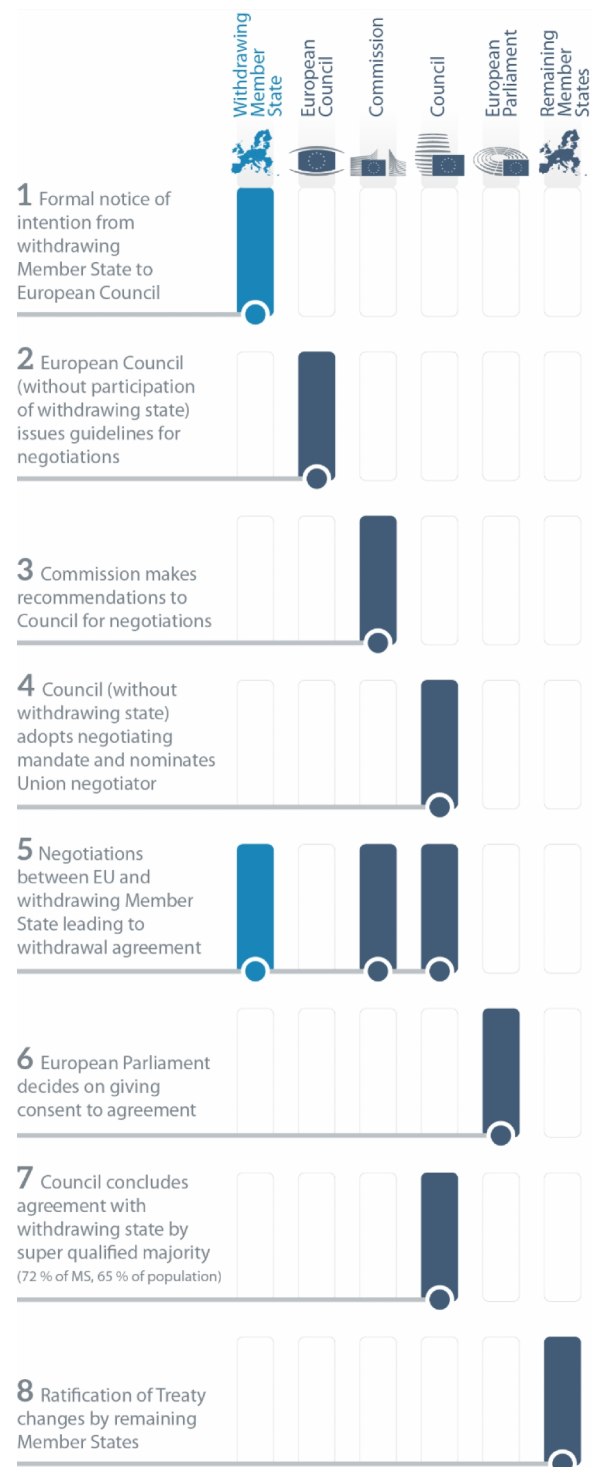 Withdrawing
Member
State
European
Council
Commission
Council
European
Parliament
Remaining
Member
States
1 Formal notice of
intention from
withdrawing
Member State to
European Council
2 European Council
(without participation
of withdrawing state)
issues guidelines for
negotiations
3 Commission makes
recommendations to
Council for negotiations
4 Council (without
withdrawing state)
adopts negotiating
mandate and nominates
Union negotiator
5 Negotiations
between EU and
withdrawing Member
State leading to
withdrawal agreement
6 European Parliament
decides on giving
consent to agreement
7 Council concludes
agreement with
withdrawing state by
super qualified majority
(72 % of MS, 65 % of population)
8 Ratification of Treaty
changes by remaining
Member States